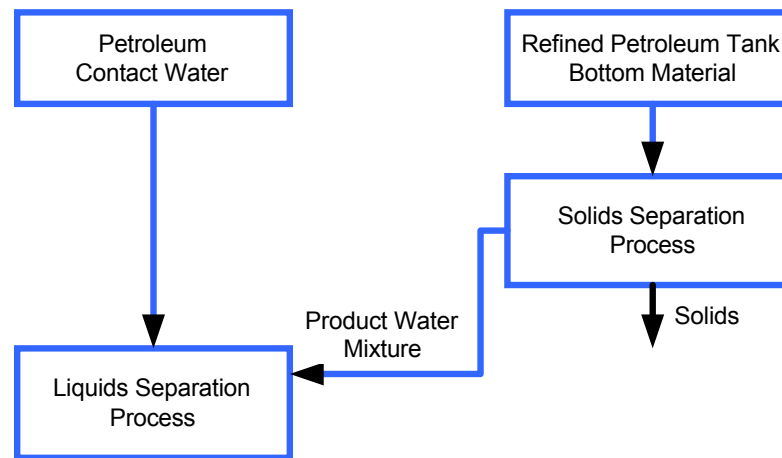 Petroleum
Contact Water
Refined Petroleum Tank
Bottom Material
Solids Separation
Process
Solids
Product Water
Mixture
Liquids Separation
Process